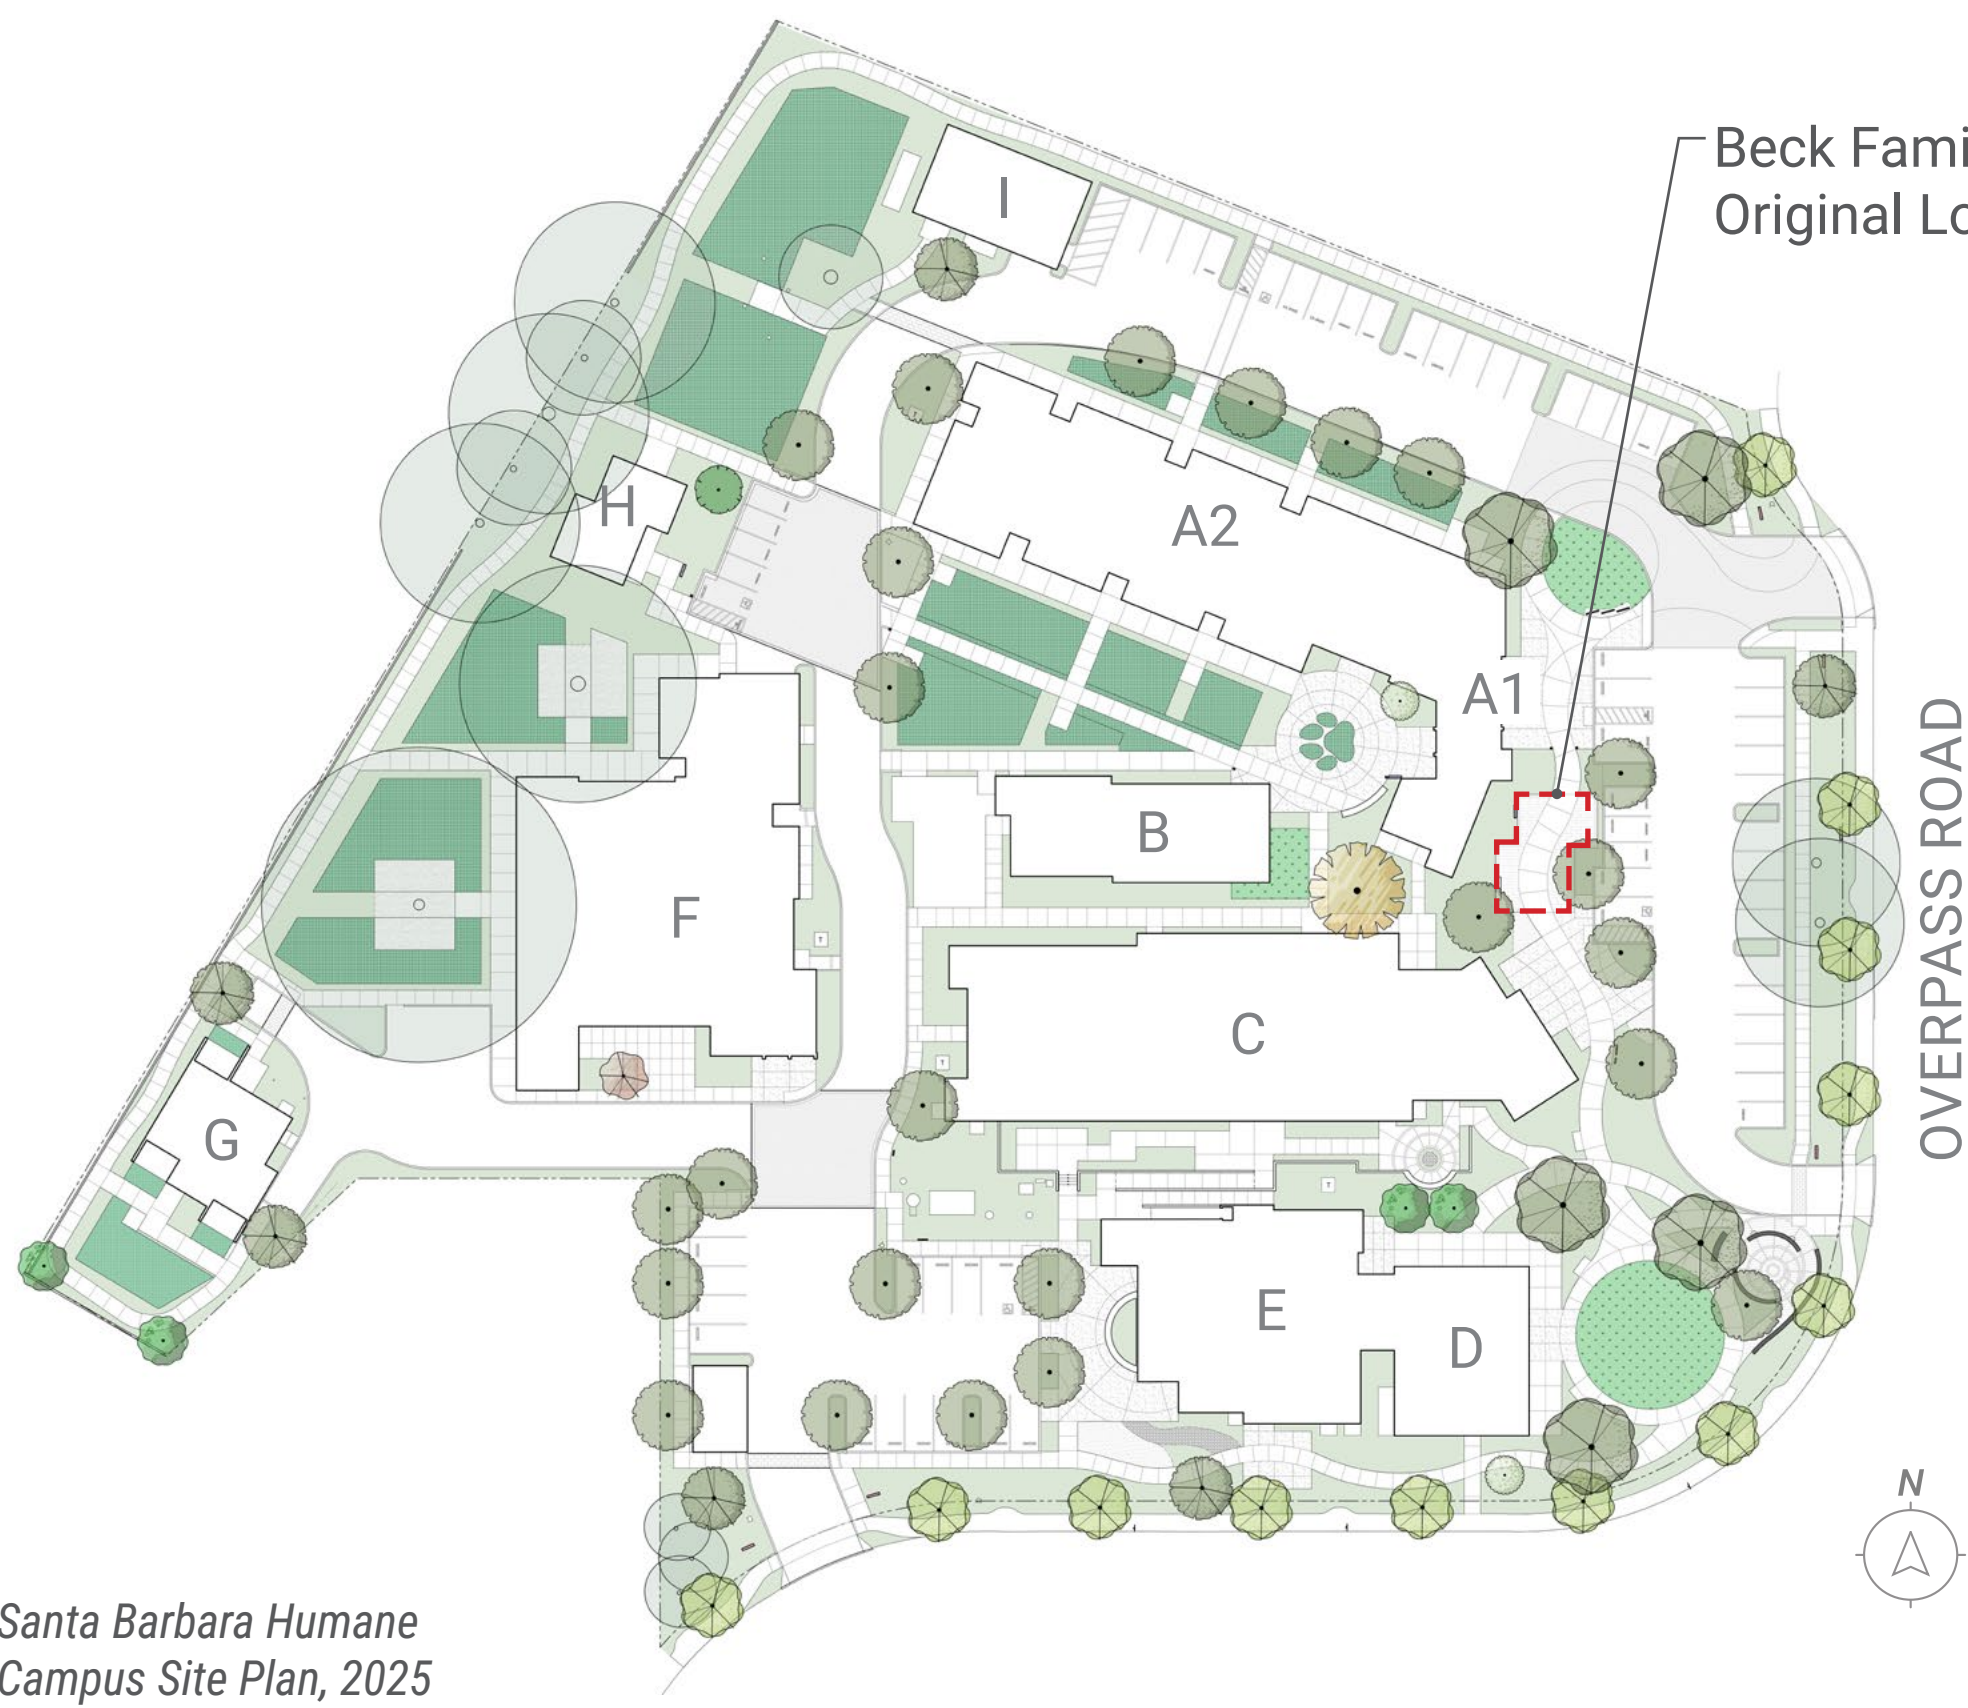 Beck Fami
Original Lo
I
H
A2
A1
B
F
C
G
E
D
OVERPASS ROAD
N
Santa Barbara Humane
Campus Site Plan, 2025